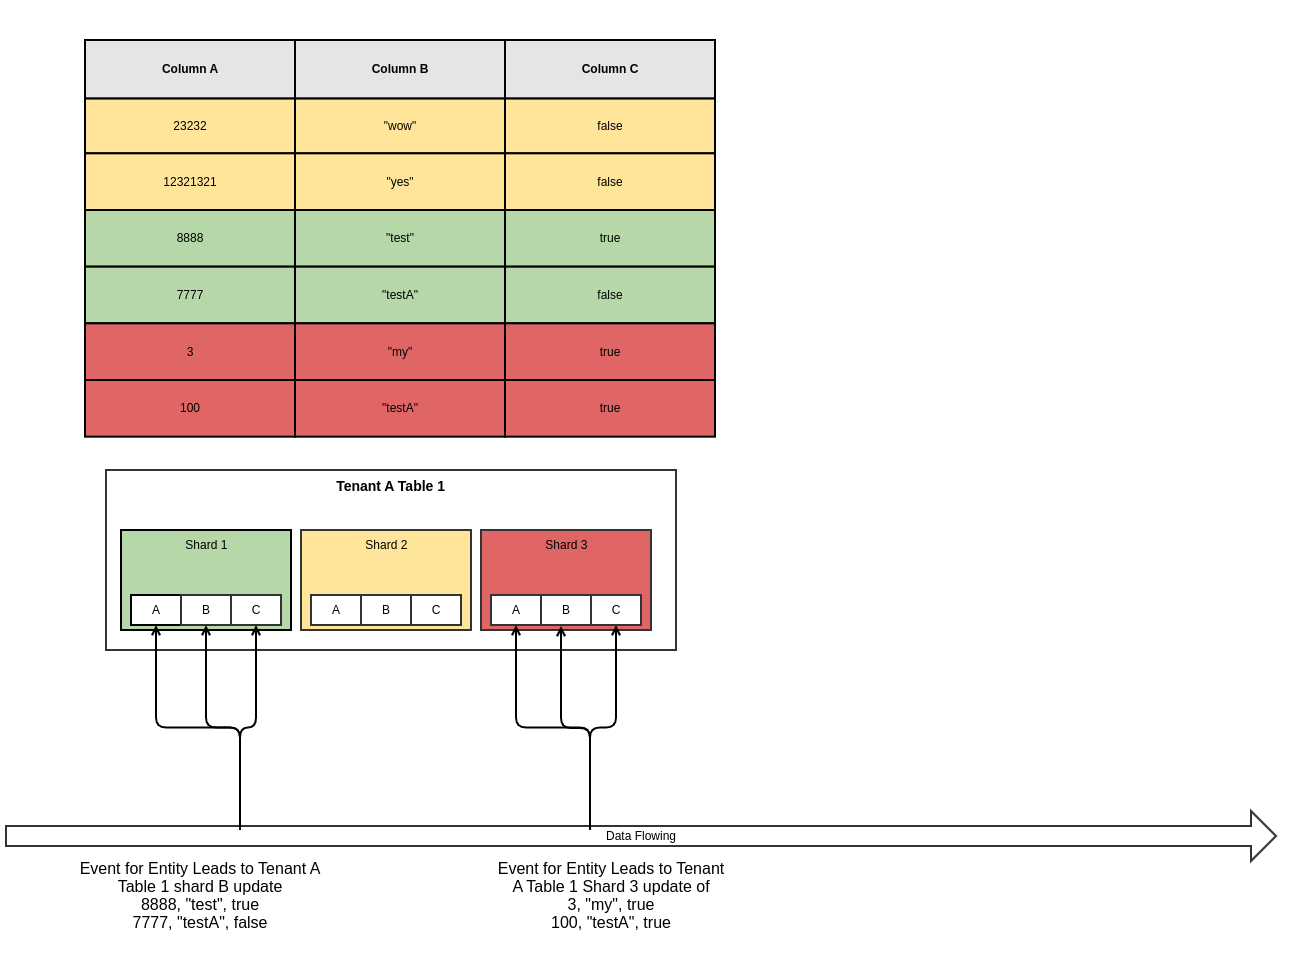 Column A Column B Column C
23232 "wow" false
12321321 "yes" false
8888 "test" true
7777 "testA" false
3 "my" true
100 "testA" true
Tenant A Table 1
Shard 1 Shard 2 Shard 3
A B C A B C A B C
Data Flowing
Event for Entity Leads to Tenant A
Table 1 shard B update
8888, "test", true
7777, "testA", false
Event for Entity Leads to Tenant
A Table 1 Shard 3 update of
3, "my", true
100, "testA", true